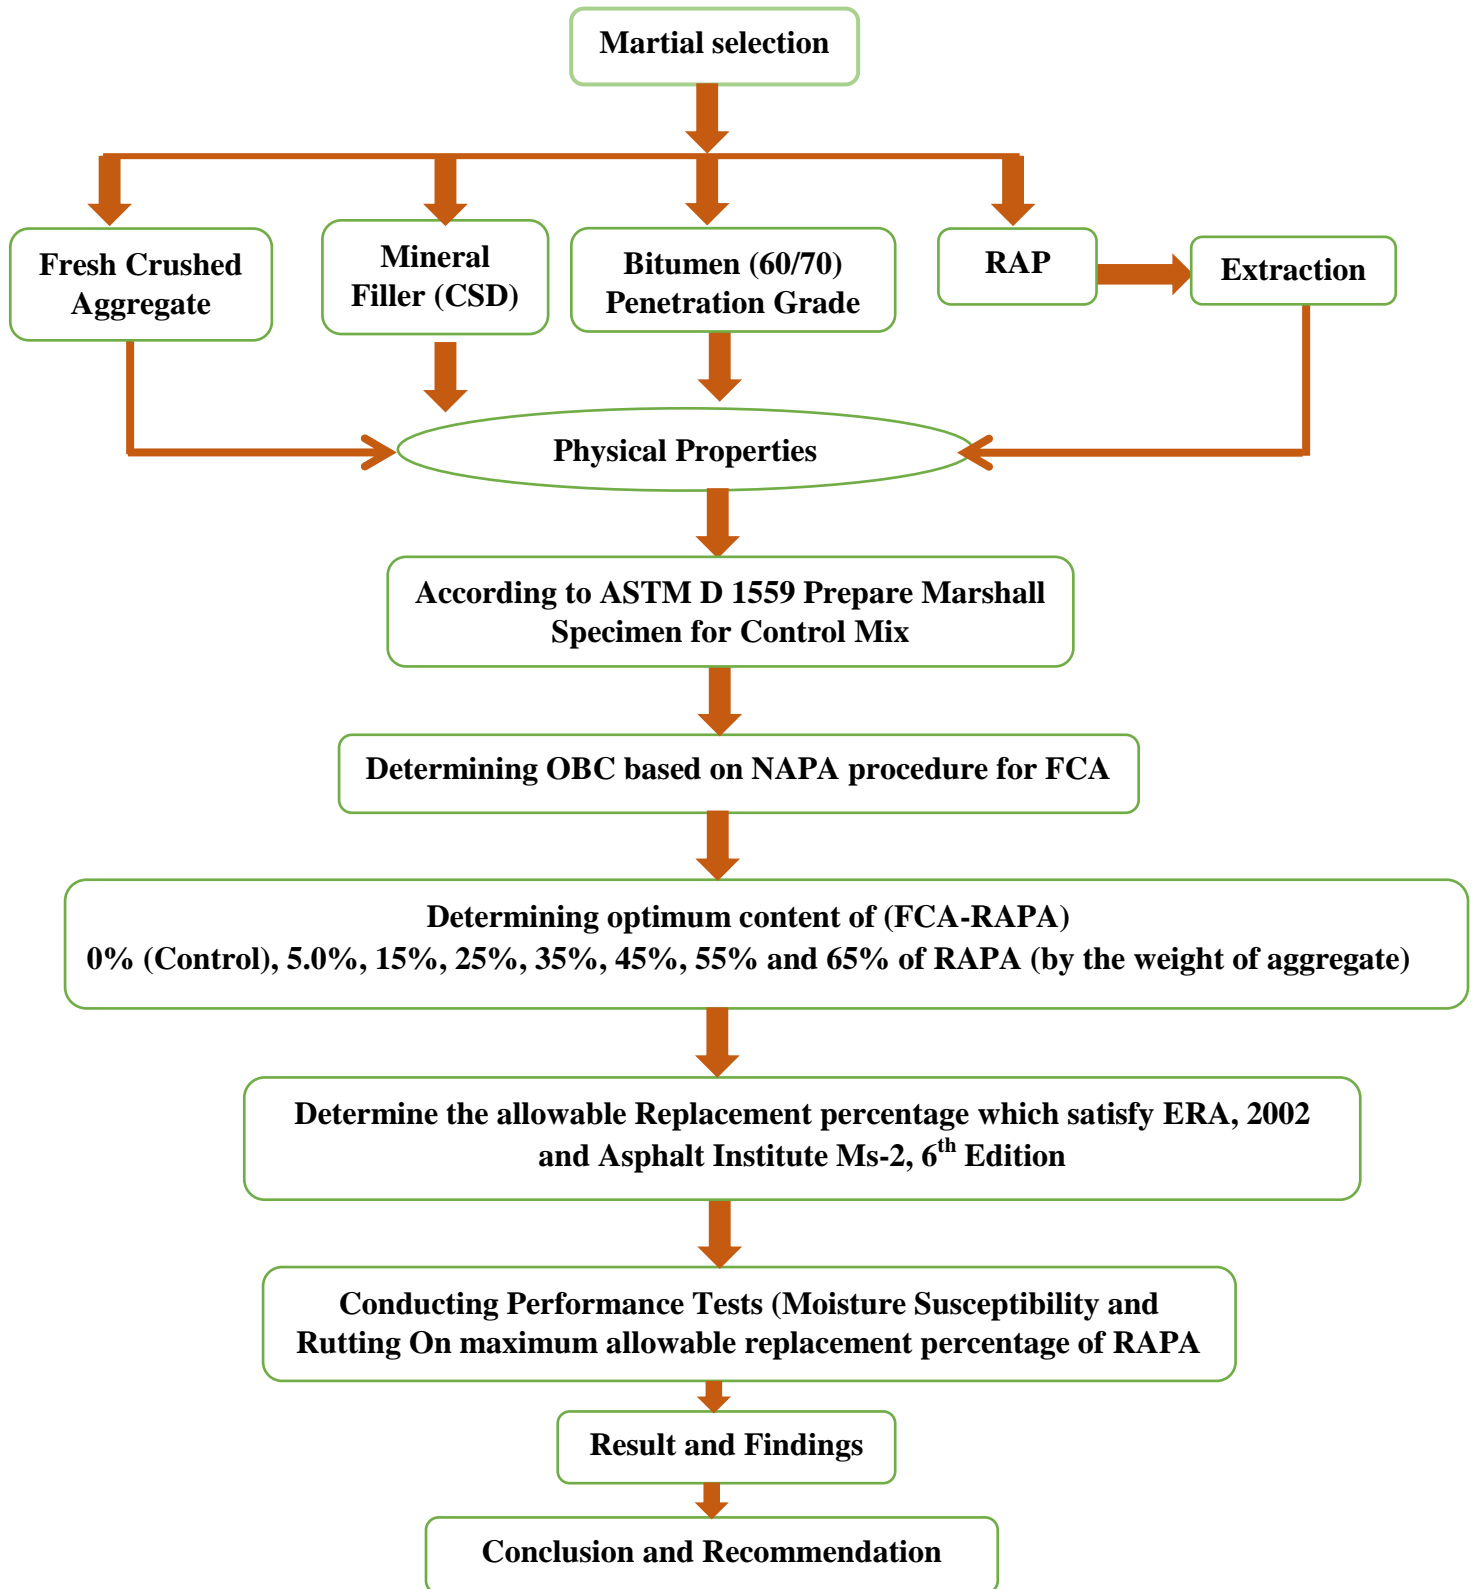 Martial selection
Fresh Crushed
Aggregate
Mineral
Filler (CSD)
Bitumen (60/70)
Penetration Grade
RAP
Extraction
Physical Properties
According to ASTM D 1559 Prepare Marshall
Specimen for Control Mix
Determining OBC based on NAPA procedure for FCA
Determining optimum content of (FCA-RAPA)
0% (Control), 5.0%, 15%, 25%, 35%, 45%, 55% and 65% of RAPA (by the weight of aggregate)
Determine the allowable Replacement percentage which satisfy ERA, 2002
and Asphalt Institute Ms-2, 6th Edition
Conducting Performance Tests (Moisture Susceptibility and
Rutting On maximum allowable replacement percentage of RAPA
Result and Findings
Conclusion and Recommendation